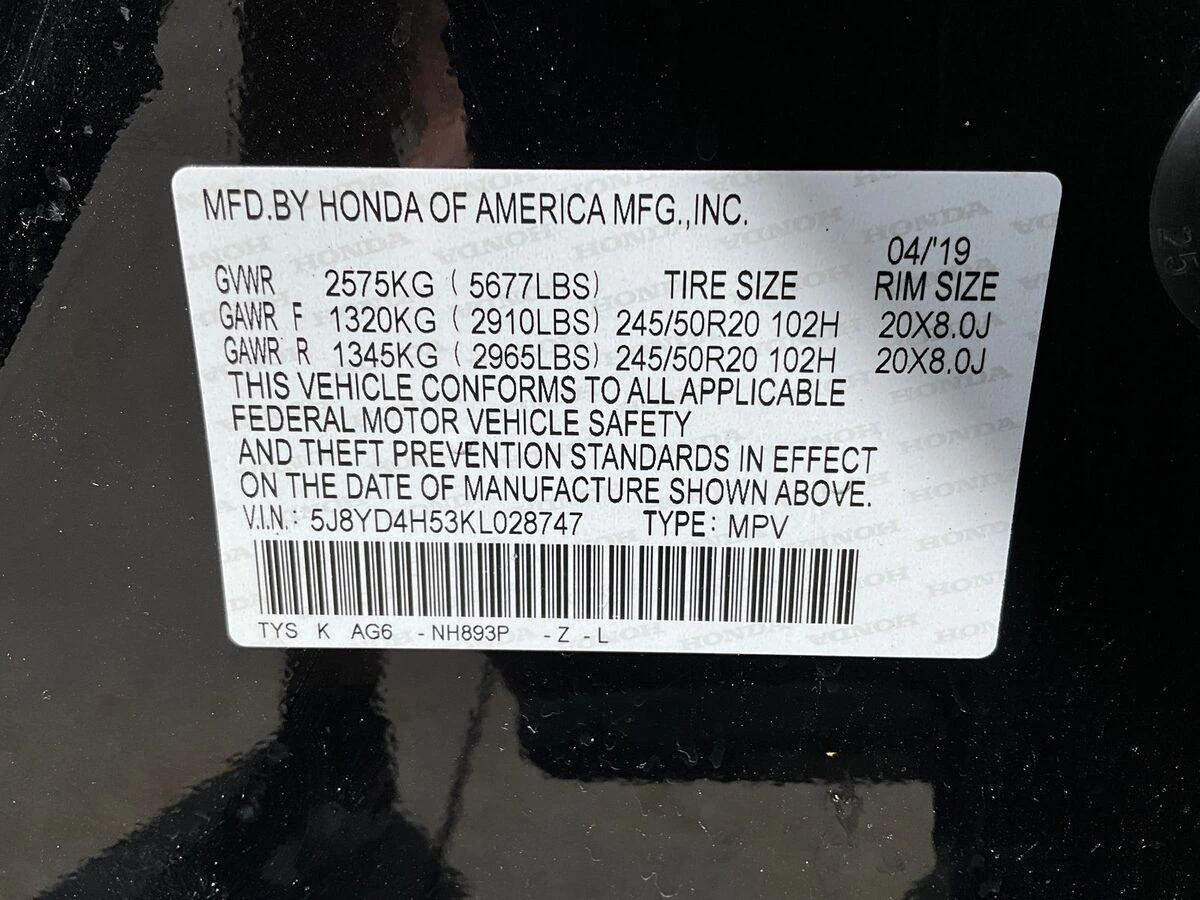 MFD.BY HONDA OF AMERICA MFG.,INC.
04/'19
GVWR 2575KG ( 5677LBS) TIRE SIZE RIM SIZE
GAWR F 1320KG ( 2910LBS) 245/50R20 102H 20X8.0J
GAWR R 1345KG ( 2965LBS) 245/50R20 102H 20X8.0J
THIS VEHICLE CONFORMS TO ALL APPLICABLE
FEDERAL MOTOR VEHICLE SAFETY
AND THEFT PREVENTION STANDARDS IN EFFECT
ON THE DATE OF MANUFACTURE SHOWN ABOVE.
V.I.N.: 5J8YD4H53KL028747 TYPE: MPV
TYS K AG6 -NH893P -Z -L